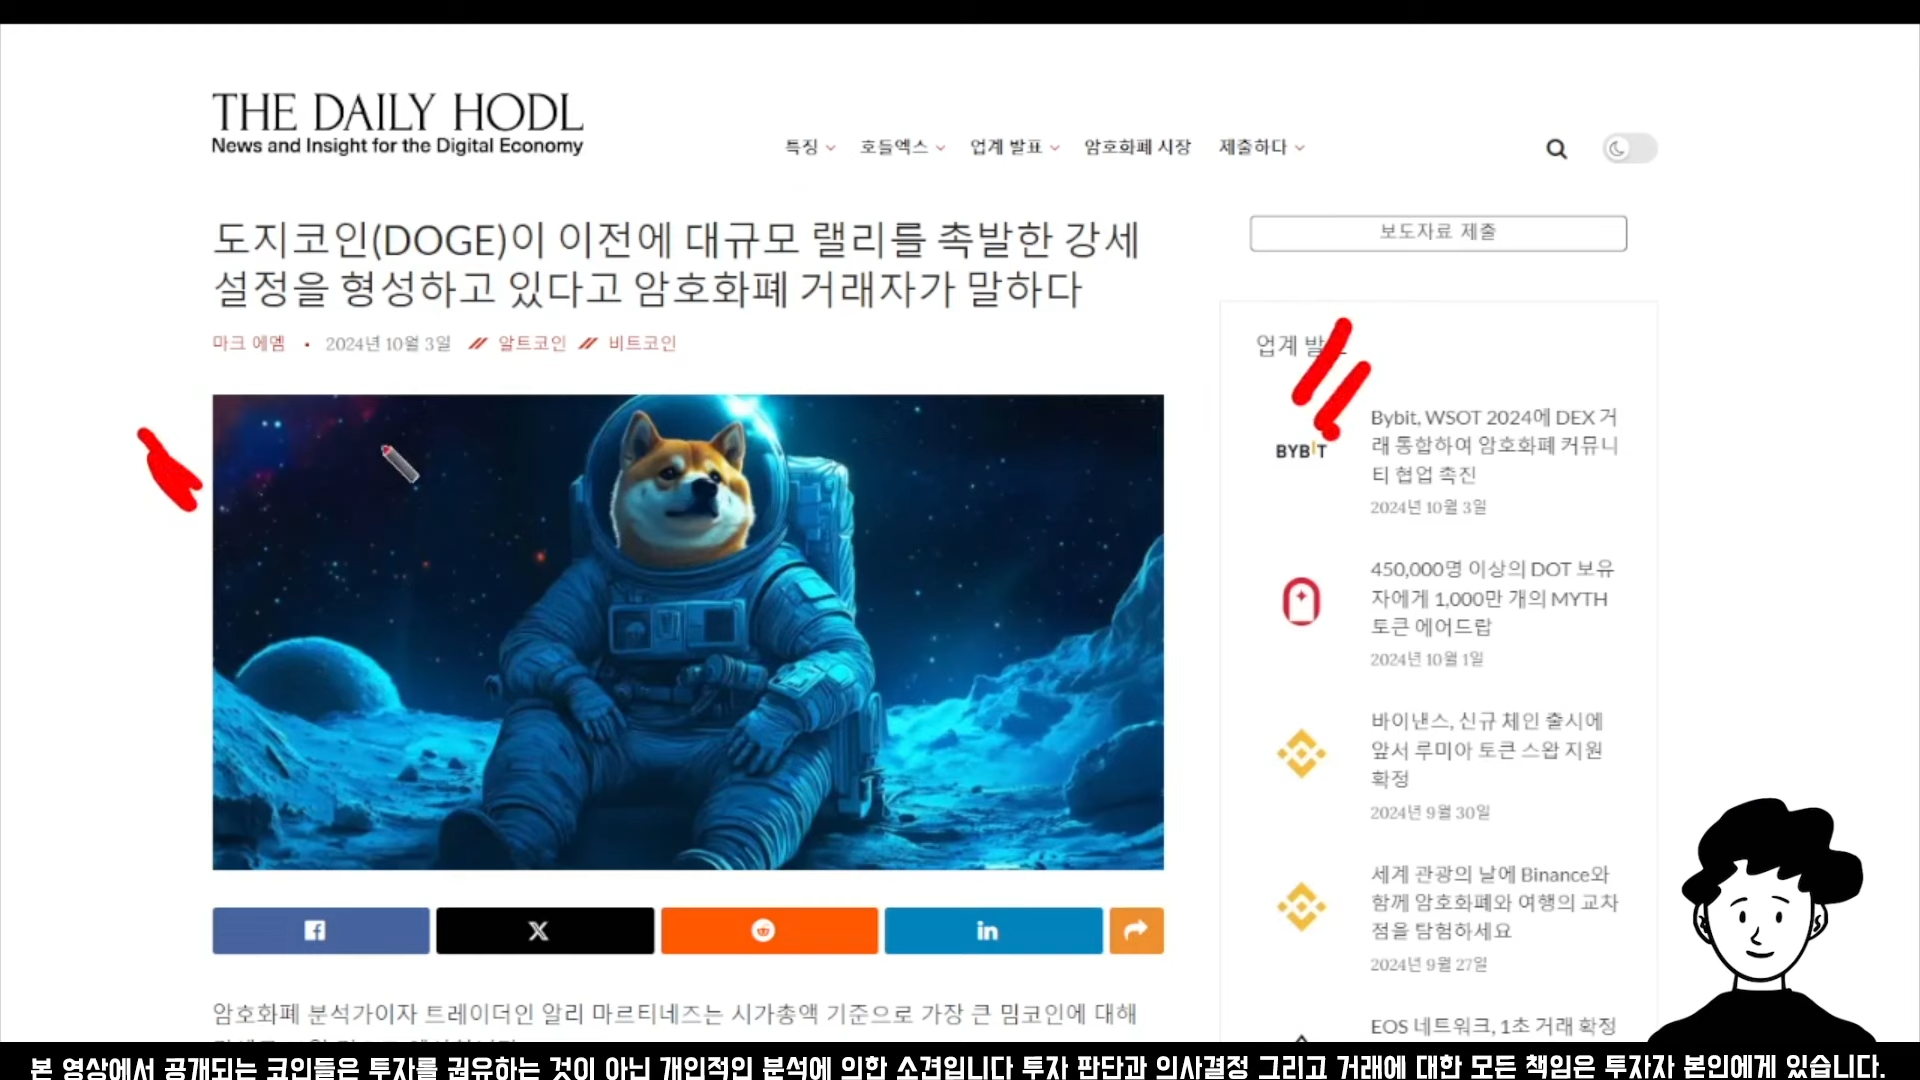 THE DAILY HODL
News and Insight for the Digital Economy
특징
호들엑스
업계 발표
암호화폐 시장
제출하다
도지코인(DOGE)이 이전에 대규모 랠리를 촉발한 강세
설정을 형성하고 있다고 암호화폐 거래자가 말하다
마크 에멤 • 2024년 10월 3일 // 알트코인 // 비트코인
암호화폐 분석가이자 트레이더인 알리 마르티네즈는 시가총액 기준으로 가장 큰 밈코인에 대해
보도자료 제출
업계
BYBIT
Bybit, WSOT 2024에 DEX 거
래 통합하여 암호화폐 커뮤니
티 협업 촉진
2024년 10월 3일
450,000명 이상의 DOT 보유
자에게 1,000만 개의 MYTH
토큰 에어드랍
2024년 10월 1일
바이낸스, 신규 체인 출시에
앞서 루미아 토큰 스왑 지원
확정
2024년 9월 30일
세계 관광의 날에 Binance와
함께 암호화폐와 여행의 교차
점을 탐험하세요
2024년 9월 27일
EOS 네트워크, 1초 거래 확정
본 영상에서 공개되는 코인들은 투자를 권유하는 것이 아닌 개인적인 분석에 의한 소견입니다 투자 판단과 의사결정 그리고 거래에 대한 모든 책임은 투자자 본인에게 있습니다.